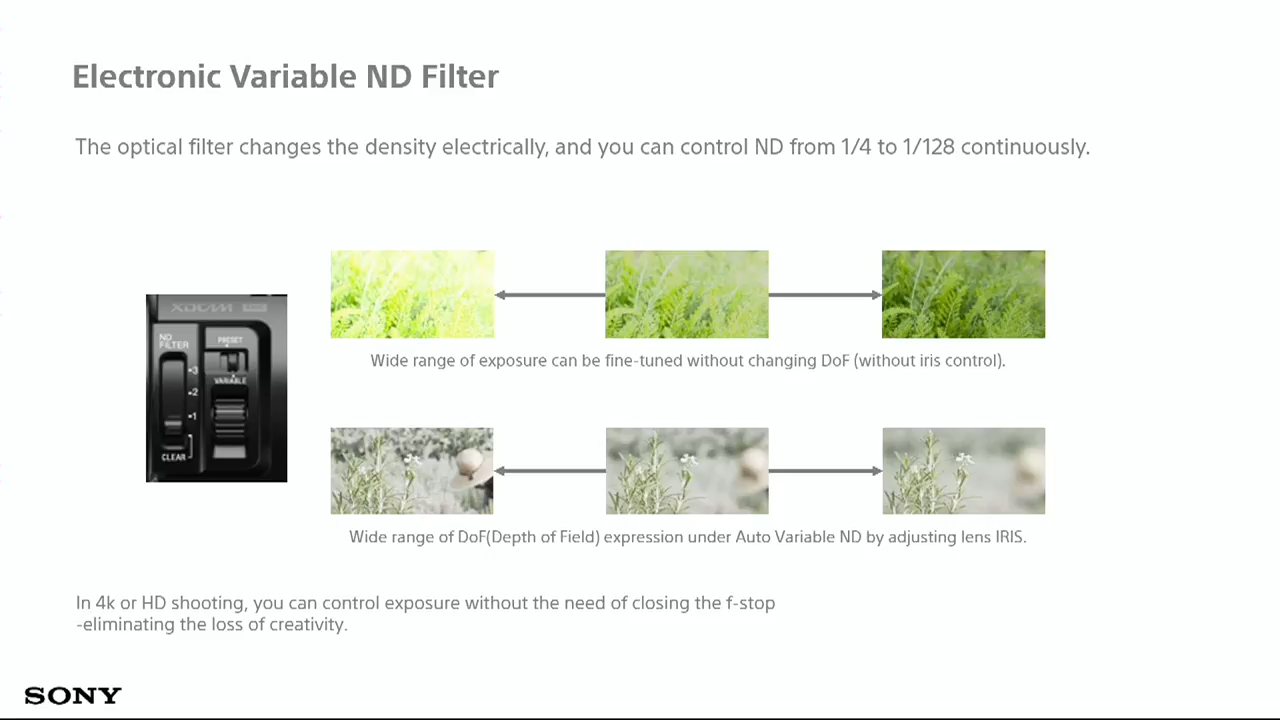 Electronic Variable ND Filter
The optical filter changes the density electrically, and you can control ND from 1/4 to 1/128 continuously.
XDCAM
ND
FILTER
PRESET
3
VARIABLE
2
1
CLEAR
Wide range of exposure can be fine-tuned without changing DoF (without iris control).
Wide range of DoF(Depth of Field) expression under Auto Variable ND by adjusting lens IRIS.
In 4k or HD shooting, you can control exposure without the need of closing the f-stop
-eliminating the loss of creativity.
SONY